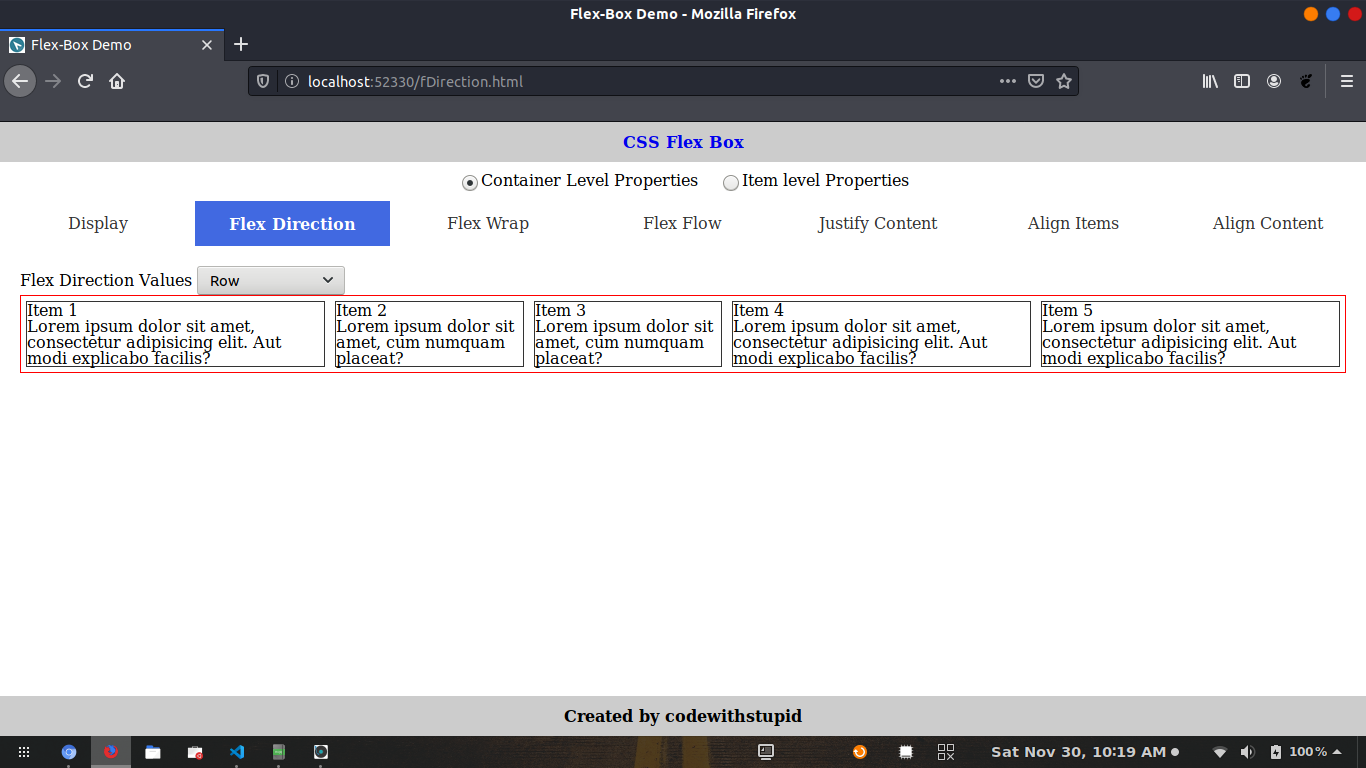 Flex-Box Demo - Mozilla Firefox
Flex-Box Demo
localhost:52330/fDirection.html
CSS Flex Box
Container Level Properties
Item level Properties
Display
Flex Direction
Flex Wrap
Flex Flow
Justify Content
Align Items
Align Content
Flex Direction Values
Row
Item 1
Lorem ipsum dolor sit amet,
consectetur adipisicing elit. Aut
modi explicabo facilis?
Item 2
Lorem ipsum dolor sit
amet, cum numquam
placeat?
Item 3
Lorem ipsum dolor sit
amet, cum numquam
placeat?
Item 4
Lorem ipsum dolor sit amet,
consectetur adipisicing elit. Aut
modi explicabo facilis?
Item 5
Lorem ipsum dolor sit amet,
consectetur adipisicing elit. Aut
modi explicabo facilis?
Created by codewithstupid
Sat Nov 30, 10:19 AM
100 %